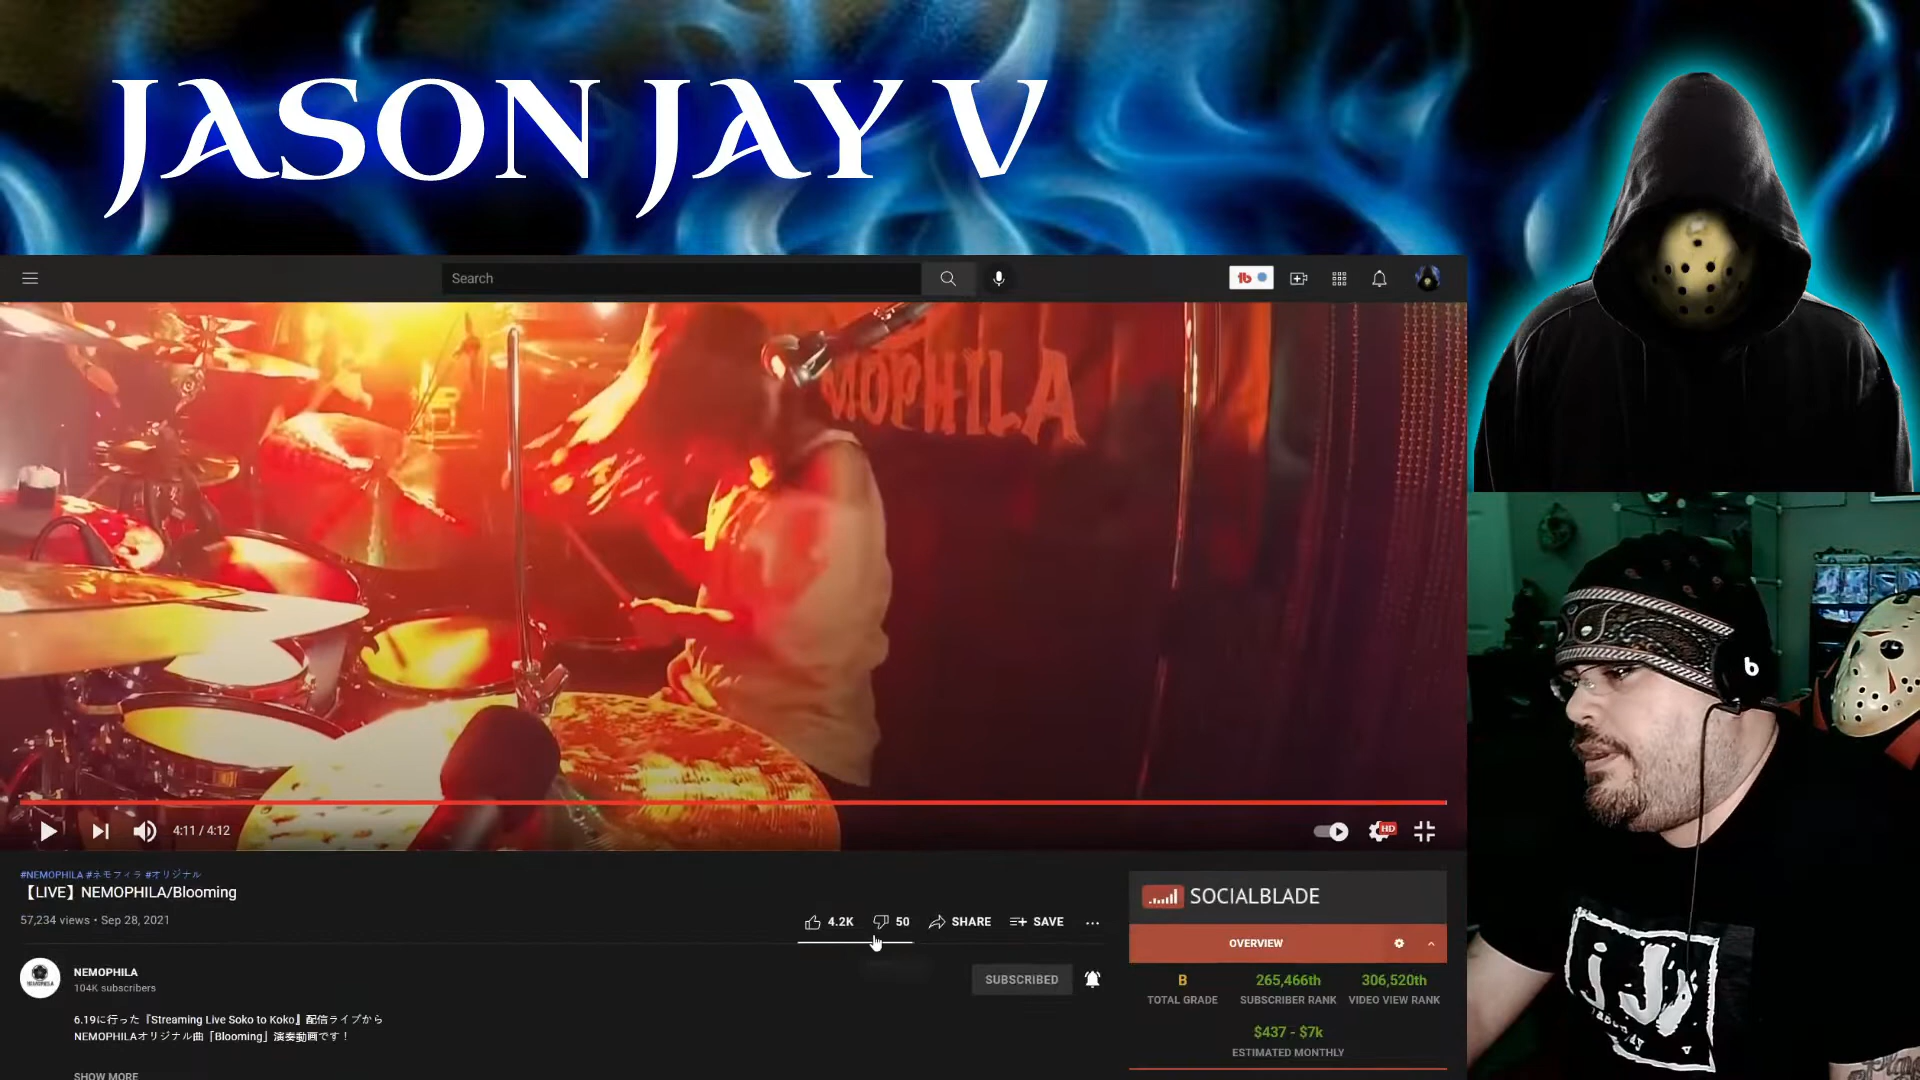 JASON JAY V
Search
MOPHILA
HD
4:11 / 4:12
#NEMOPHILA #ネモフィラ #オリジナル
【LIVE】NEMOPHILA/Blooming
57,234 views • Sep 28, 2021
4.2K
50
SHARE
SAVE
NEMOPHILA
104K subscribers
SUBSCRIBED
6.19に行った『Streaming Live Soko to Koko』配信ライブから
NEMOPHILAオリジナル曲「Blooming」演奏動画です！
SHOW MORE
SOCIALBLADE
OVERVIEW
B
265,466th
306,520th
TOTAL GRADE
SUBSCRIBER RANK
VIDEO VIEW RANK
$437 - $7k
ESTIMATED MONTHLY
b
JJV